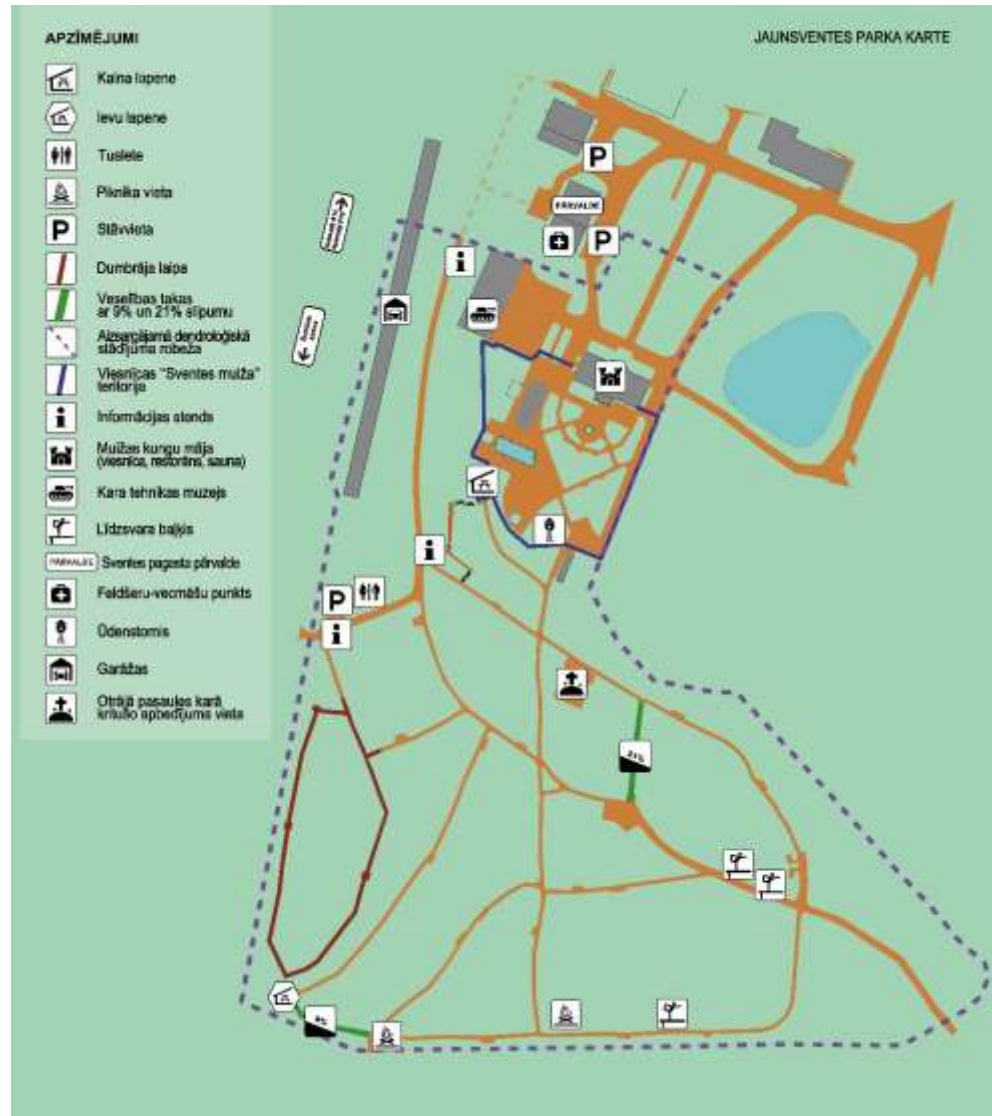 APZĪMĒJUMI
JAUNSVENTES PARKA KARTE
Kalna lapene
Ievu lapene
Tualete
Piknika vieta
P
Stāvvieta
Dumbrāja laipa
Veselības takas
ar 9% un 21% slīpumu
Aizsargājamā dendroloģiskā
stādījuma robeža
Viesnīcas "Sventes muiža"
teritorija
i
Informācijas stends
Muižas kungu māja
(viesnīca, restorāns, sauna)
Kara tehnikas muzejs
Līdzsvara baļķis
PĀRVALDE
Sventes pagasta pārvalde
Feldšeru-vecmāšu punkts
Ūdenstornis
Garāžas
Otrājā pasaules karā
kritušo apbedījuma vieta
P
PĀRVALDE
P
i
i
P
i
21%
9%